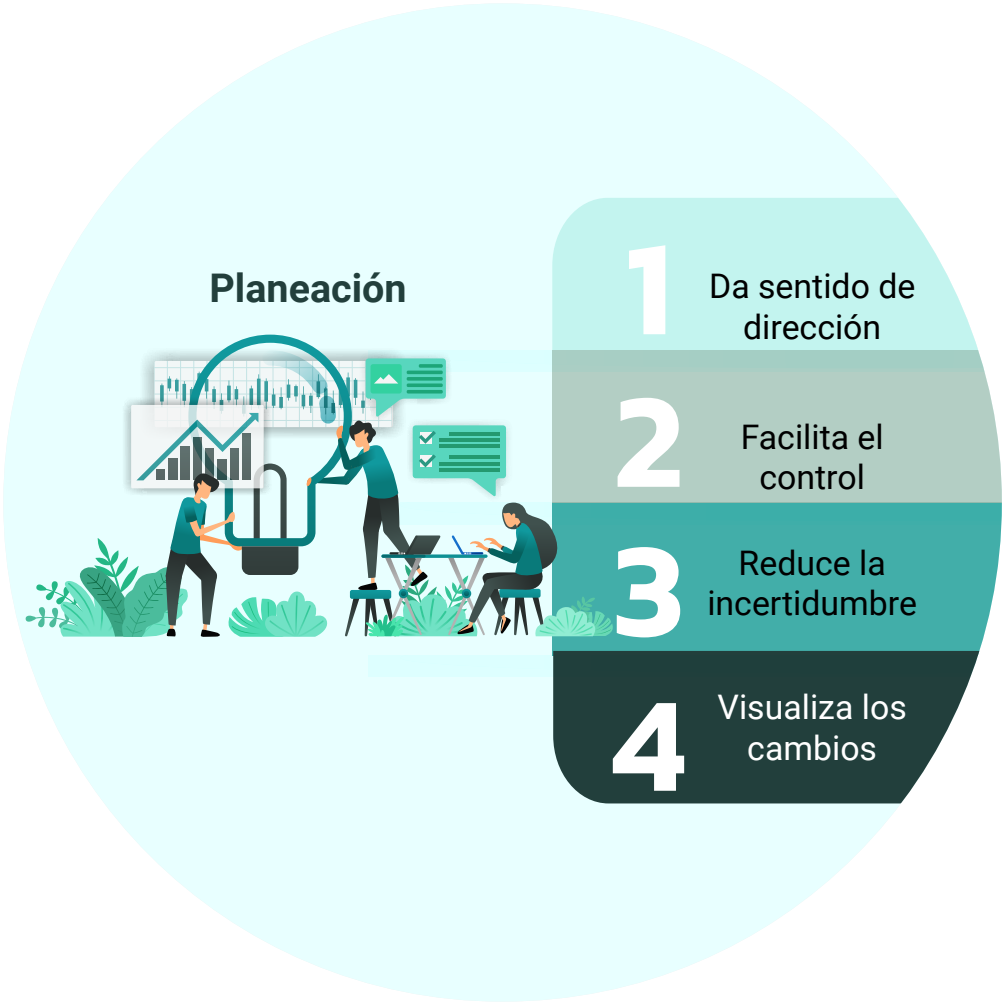 Planeación
1
Da sentido de
dirección
2
Facilita el
control
3
Reduce la
incertidumbre
4
Visualiza los
cambios